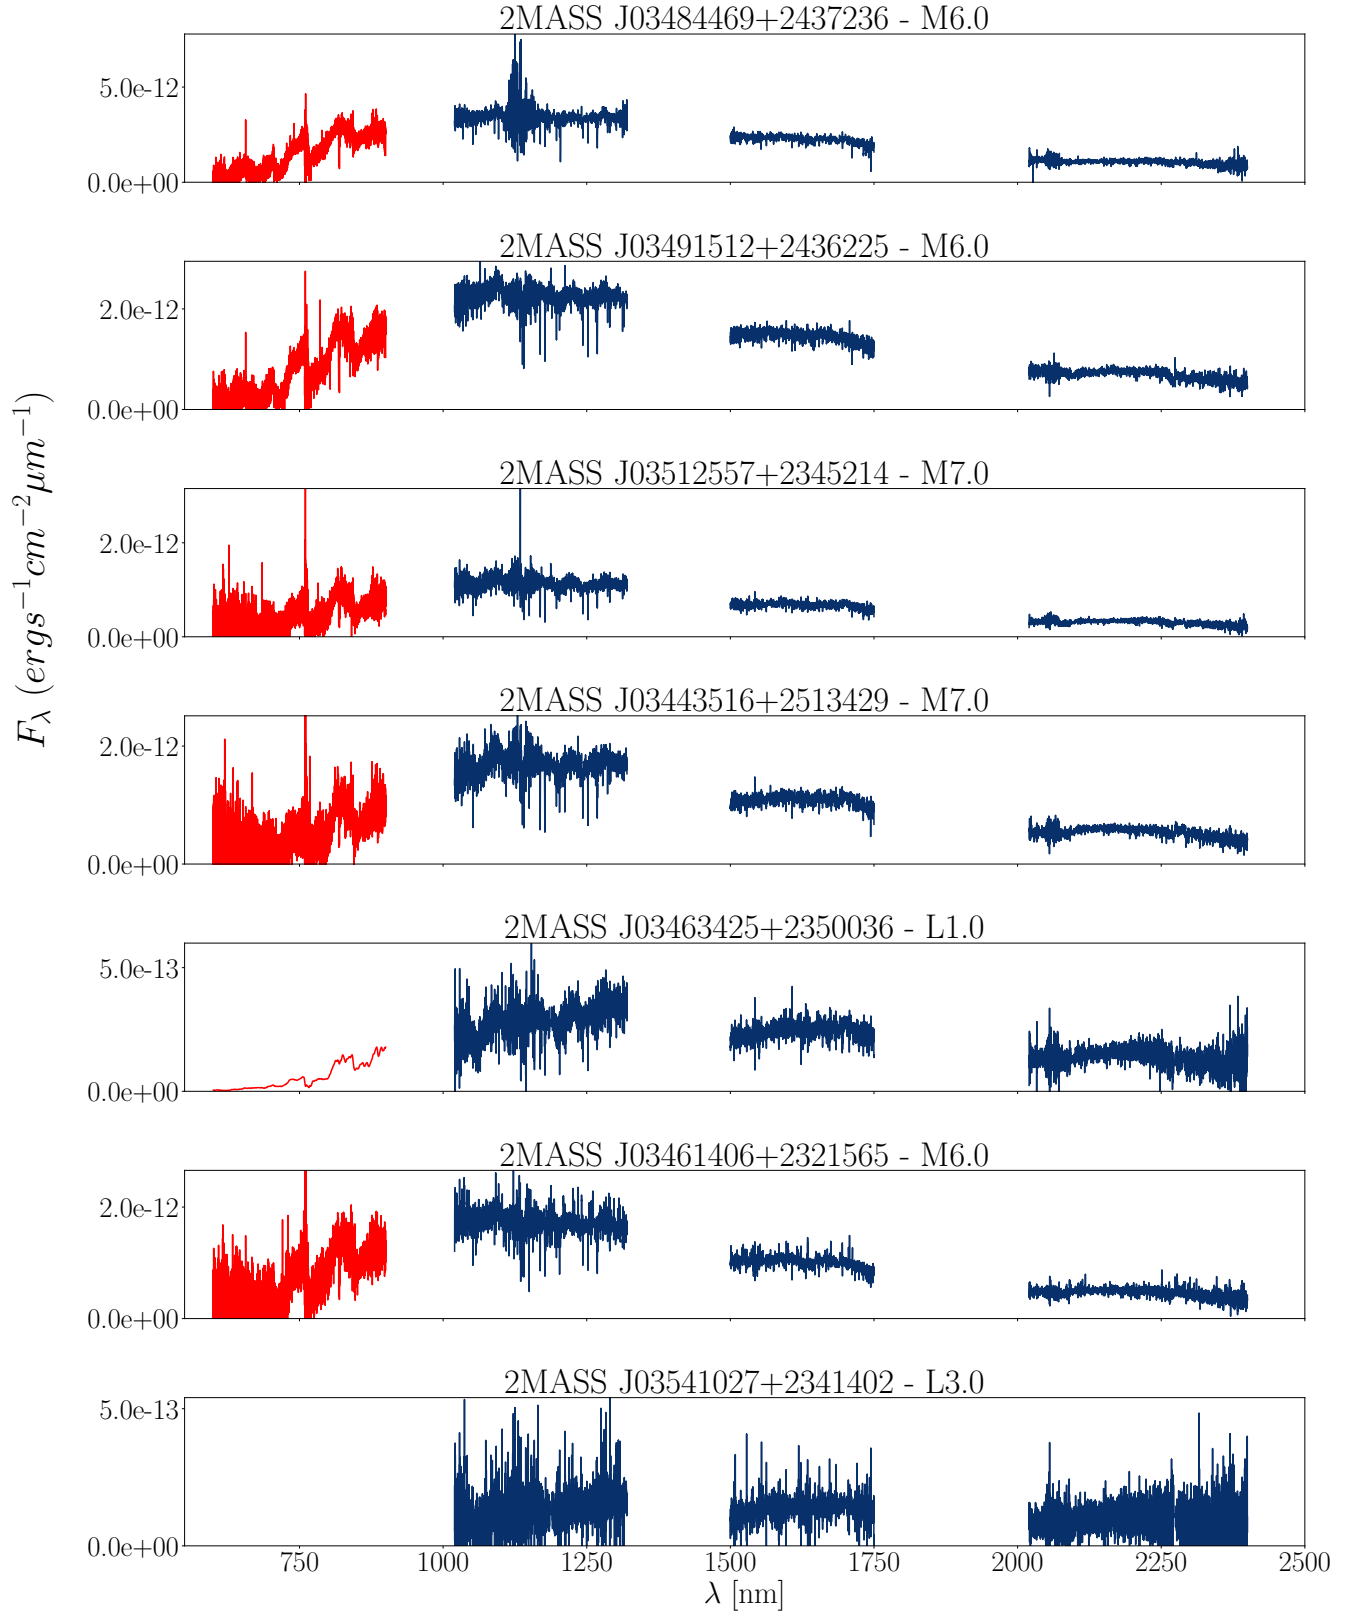 2MASS J03484469+2437236 - M6.0
5.0e-12
0.0e+00
2MASS J03491512+2436225 - M6.0
2.0e-12
0.0e+00
2MASS J03512557+2345214 - M7.0
2.0e-12
0.0e+00
F_λ (ergs⁻¹cm⁻²μm⁻¹)
2MASS J03443516+2513429 - M7.0
2.0e-12
0.0e+00
2MASS J03463425+2350036 - L1.0
5.0e-13
0.0e+00
2MASS J03461406+2321565 - M6.0
2.0e-12
0.0e+00
2MASS J03541027+2341402 - L3.0
5.0e-13
0.0e+00
750 1000 1250 1500 1750 2000 2250 2500
λ [nm]